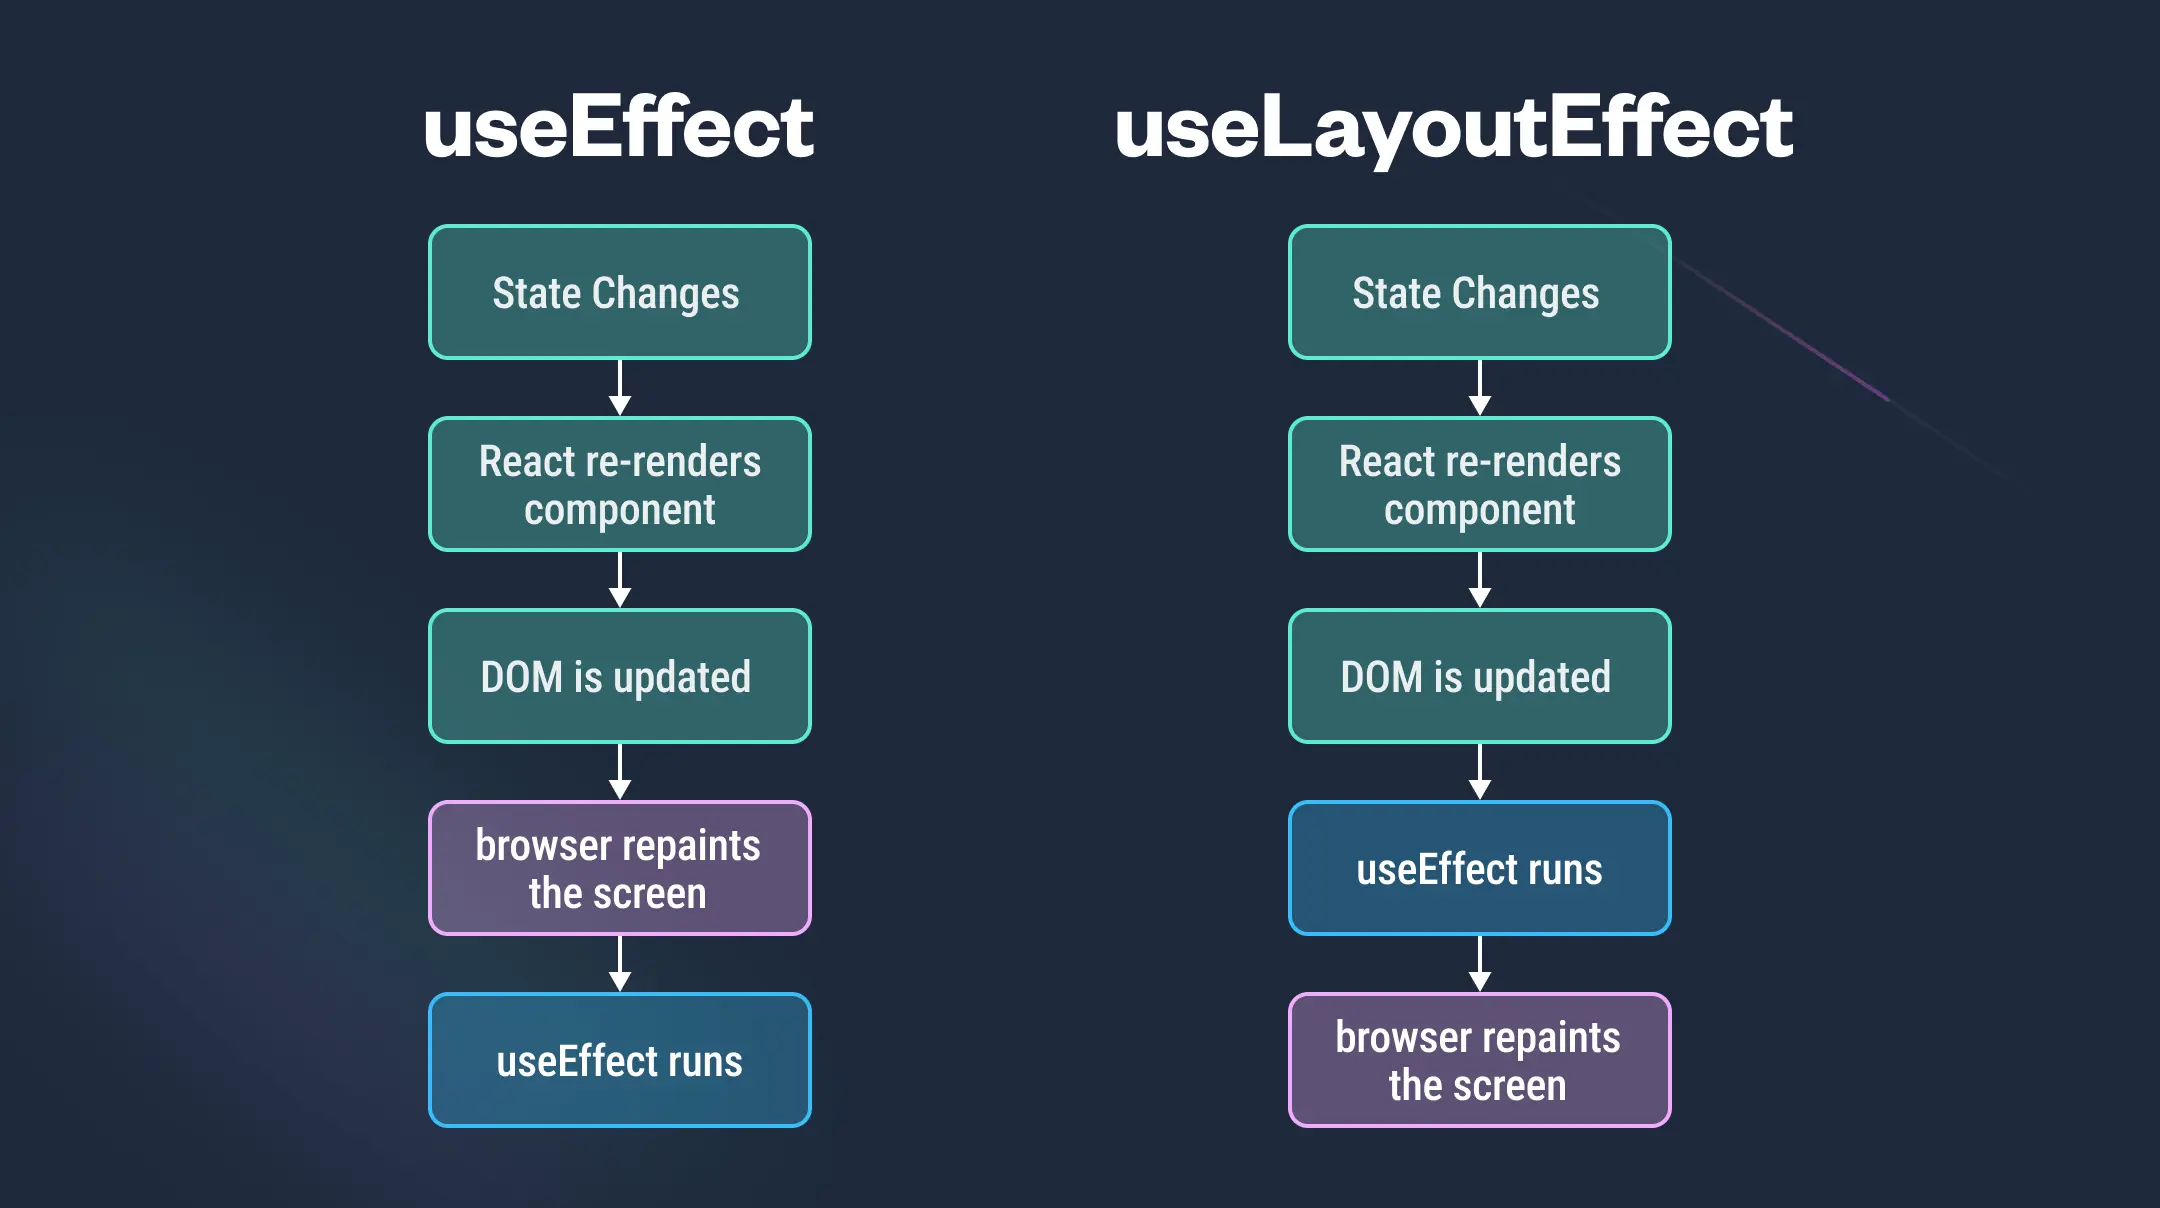 useEffect
State Changes
React re-renders
component
DOM is updated
browser repaints
the screen
useEffect runs
useLayoutEffect
State Changes
React re-renders
component
DOM is updated
useEffect runs
browser repaints
the screen